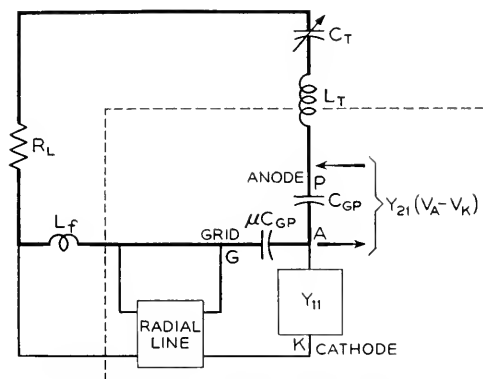 C_T
L_T
R_L
ANODE P
C_GP
Y_21(V_A–V_K)
L_f
μC_GP
GRID
G
A
Y_11
RADIAL
LINE
K CATHODE